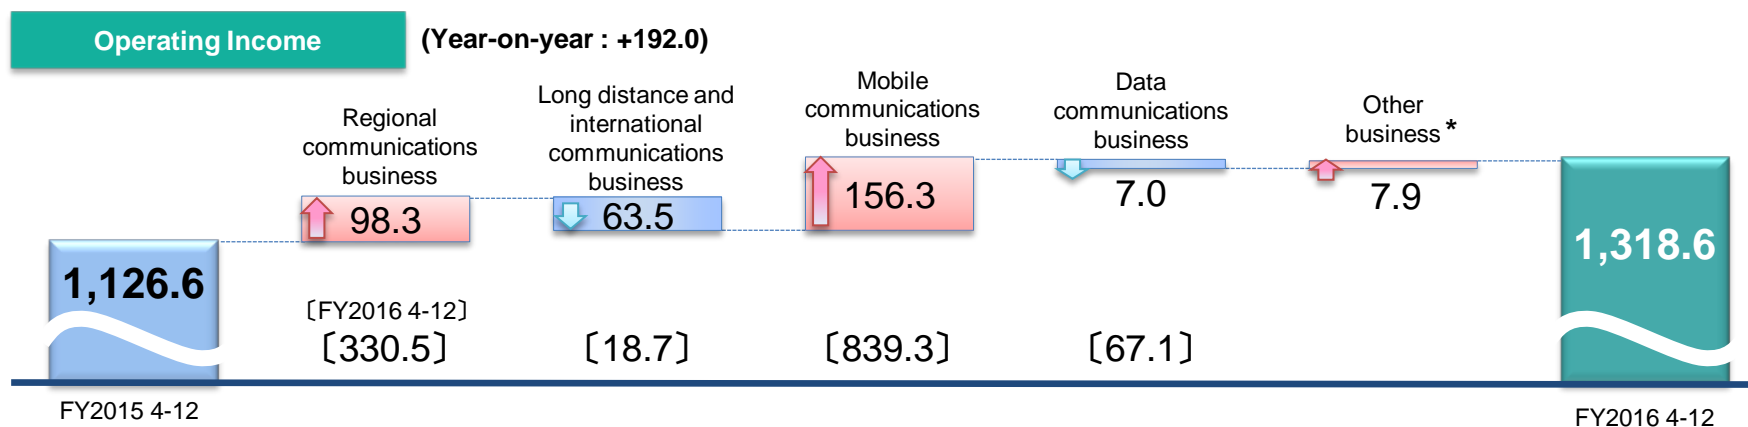 Operating Income
(Year-on-year : +192.0)
Regional
communications
business
98.3
Long distance and
international
communications
business
63.5
Mobile
communications
business
156.3
Data
communications
business
7.0
Other
business *
7.9
1,126.6
1,318.6
〔FY2016 4-12〕
〔330.5〕
〔18.7〕
〔839.3〕
〔67.1〕
FY2015 4-12
FY2016 4-12